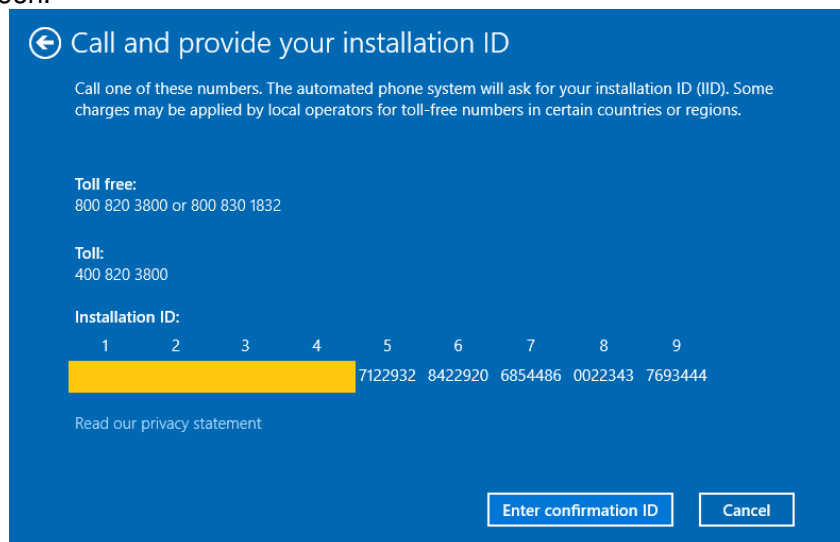 Call and provide your installation ID
Call one of these numbers. The automated phone system will ask for your installation ID (IID). Some
charges may be applied by local operators for toll-free numbers in certain countries or regions.
Toll free:
800 820 3800 or 800 830 1832
Toll:
400 820 3800
Installation ID:
1 2 3 4 5 6 7 8 9
7122932 8422920 6854486 0022343 7693444
Read our privacy statement
Enter confirmation ID Cancel